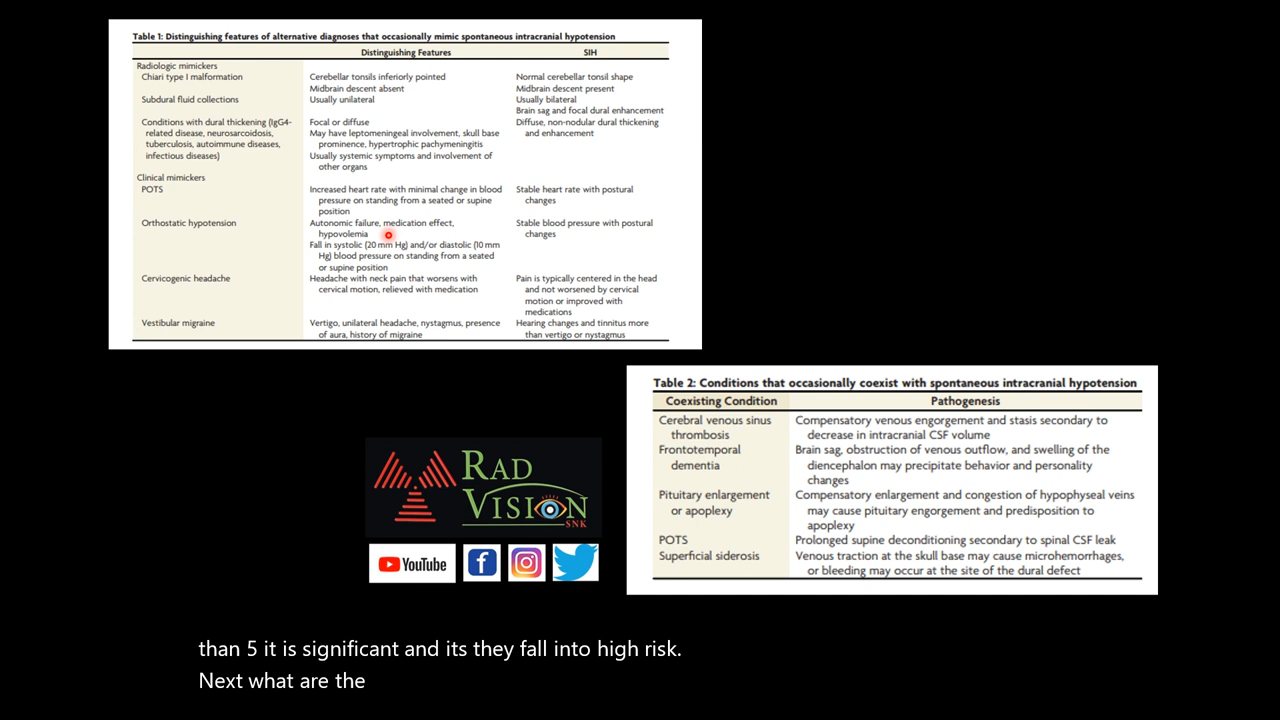 Table 1: Distinguishing features of alternative diagnoses that occasionally mimic spontaneous intracranial hypotension
Distinguishing Features SIH
Radiologic mimickers
Chiari type I malformation Cerebellar tonsils inferiorly pointed Normal cerebellar tonsil shape
Midbrain descent absent Midbrain descent present
Subdural fluid collections Usually unilateral Usually bilateral
Brain sag and focal dural enhancement
Conditions with dural thickening (IgG4- Focal or diffuse Diffuse, non-nodular dural thickening
related disease, neurosarcoidosis, May have leptomeningeal involvement, skull base and enhancement
tuberculosis, autoimmune diseases, prominence, hypertrophic pachymeningitis
infectious diseases) Usually systemic symptoms and involvement of
other organs
Clinical mimickers
POTS Increased heart rate with minimal change in blood Stable heart rate with postural
pressure on standing from a seated or supine changes
position
Orthostatic hypotension Autonomic failure, medication effect, Stable blood pressure with postural
hypovolemia changes
Fall in systolic (20 mm Hg) and/or diastolic (10 mm
Hg) blood pressure on standing from a seated
or supine position
Cervicogenic headache Headache with neck pain that worsens with Pain is typically centered in the head
cervical motion, relieved with medication and not worsened by cervical
motion or improved with
medications
Vestibular migraine Vertigo, unilateral headache, nystagmus, presence Hearing changes and tinnitus more
of aura, history of migraine than vertigo or nystagmus
Table 2: Conditions that occasionally coexist with spontaneous intracranial hypotension
Coexisting Condition Pathogenesis
Cerebral venous sinus Compensatory venous engorgement and stasis secondary to
thrombosis decrease in intracranial CSF volume
Frontotemporal Brain sag, obstruction of venous outflow, and swelling of the
dementia diencephalon may precipitate behavior and personality
changes
Pituitary enlargement Compensatory enlargement and congestion of hypophyseal veins
or apoplexy may cause pituitary engorgement and predisposition to
apoplexy
POTS Prolonged supine deconditioning secondary to spinal CSF leak
Superficial siderosis Venous traction at the skull base may cause microhemorrhages,
or bleeding may occur at the site of the dural defect
RAD
VISION
SNK
YouTube
than 5 it is significant and its they fall into high risk.
Next what are the